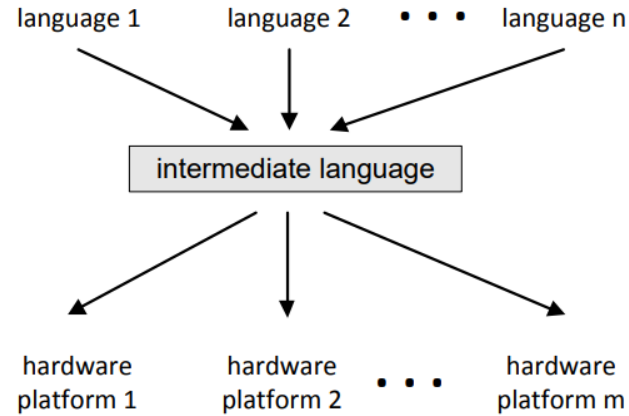 language 1 language 2 • • • language n
intermediate language
hardware hardware hardware
platform 1 platform 2 • • • platform m